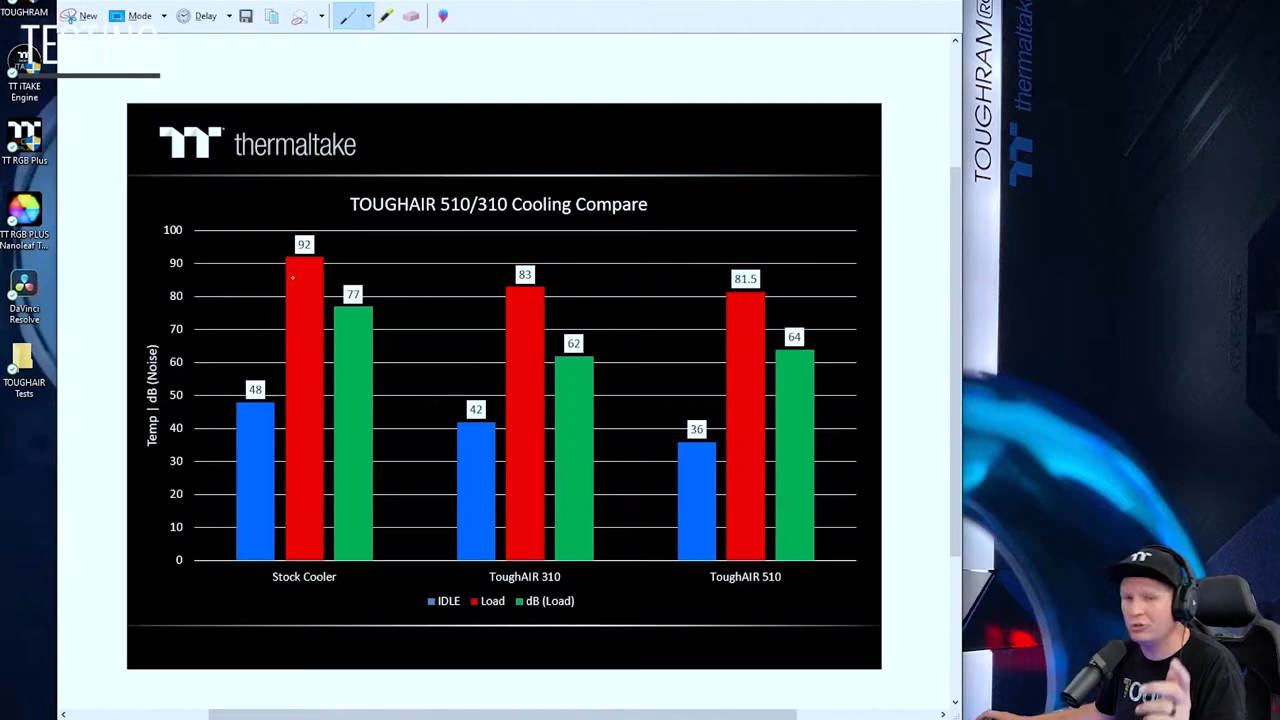 TOUGHRAM
New
Mode
Delay
TESTING
TT iTAKE
Engine
TT RGB Plus
TT RGB PLUS
Nanoleaf T...
DaVinci
Resolve
TOUGHAIR
Tests
TT thermaltake
TOUGHAIR 510/310 Cooling Compare
Temp | dB (Noise)
100
90
80
70
60
50
40
30
20
10
0
48
92
77
42
83
62
36
81.5
64
Stock Cooler
ToughAIR 310
ToughAIR 510
IDLE
Load
dB (Load)
TOUGHRAM
thermaltake